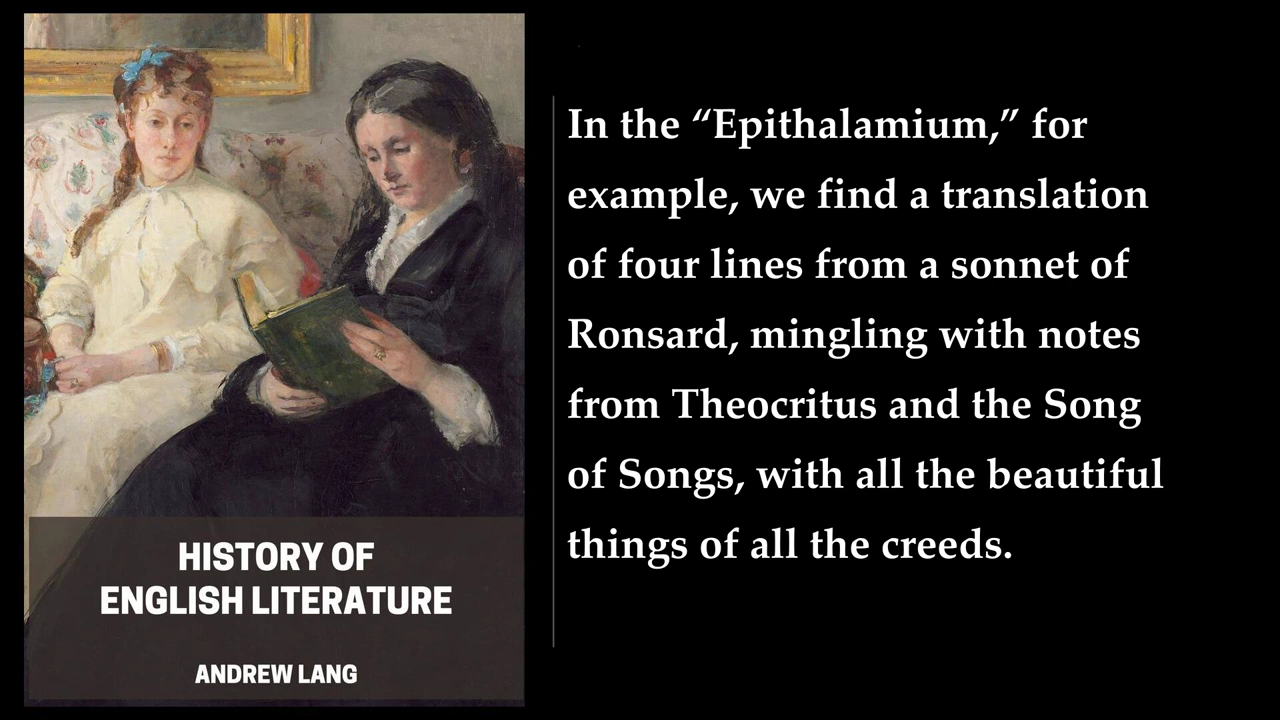 In the “Epithalamium,” for
example, we find a translation
of four lines from a sonnet of
Ronsard, mingling with notes
from Theocritus and the Song
of Songs, with all the beautiful
things of all the creeds.
HISTORY OF
ENGLISH LITERATURE
ANDREW LANG